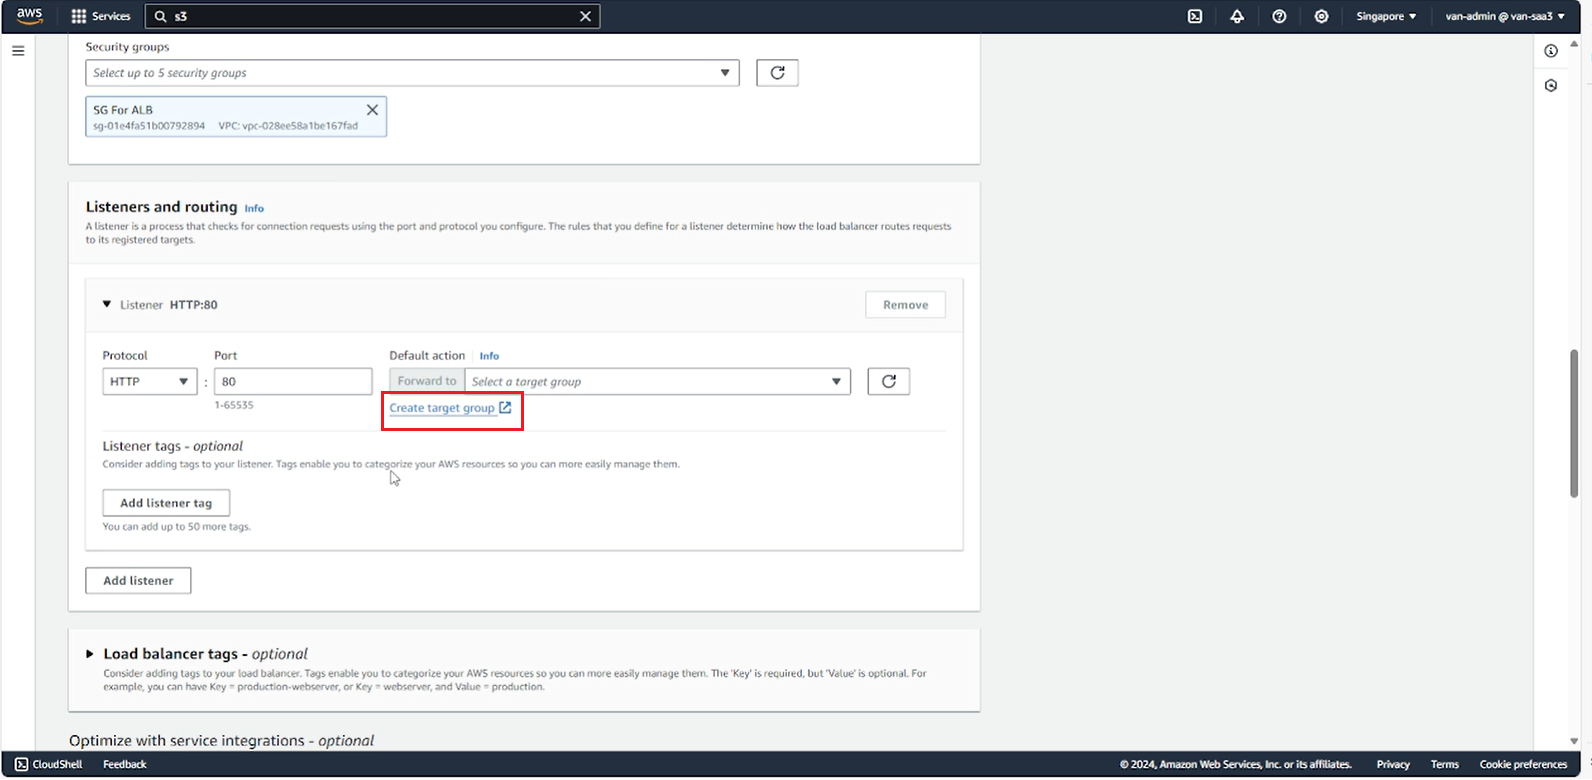 aws
Services
s3
Singapore
van-admin @ van-saa3
Security groups
Select up to 5 security groups
SG For ALB
sg-01e4fa51b00792894 VPC: vpc-028ee58a1be167fad
Listeners and routing Info
A listener is a process that checks for connection requests using the port and protocol you configure. The rules that you define for a listener determine how the load balancer routes requests
to its registered targets.
Listener HTTP:80
Remove
Protocol Port Default action Info
HTTP : 80 Forward to Select a target group
1-65535 Create target group
Listener tags - optional
Consider adding tags to your listener. Tags enable you to categorize your AWS resources so you can more easily manage them.
Add listener tag
You can add up to 50 more tags.
Add listener
Load balancer tags - optional
Consider adding tags to your load balancer. Tags enable you to categorize your AWS resources so you can more easily manage them. The 'Key' is required, but 'Value' is optional. For
example, you can have Key = production-webserver, or Key = webserver, and Value = production.
Optimize with service integrations - optional
CloudShell Feedback © 2024, Amazon Web Services, Inc. or its affiliates. Privacy Terms Cookie preferences